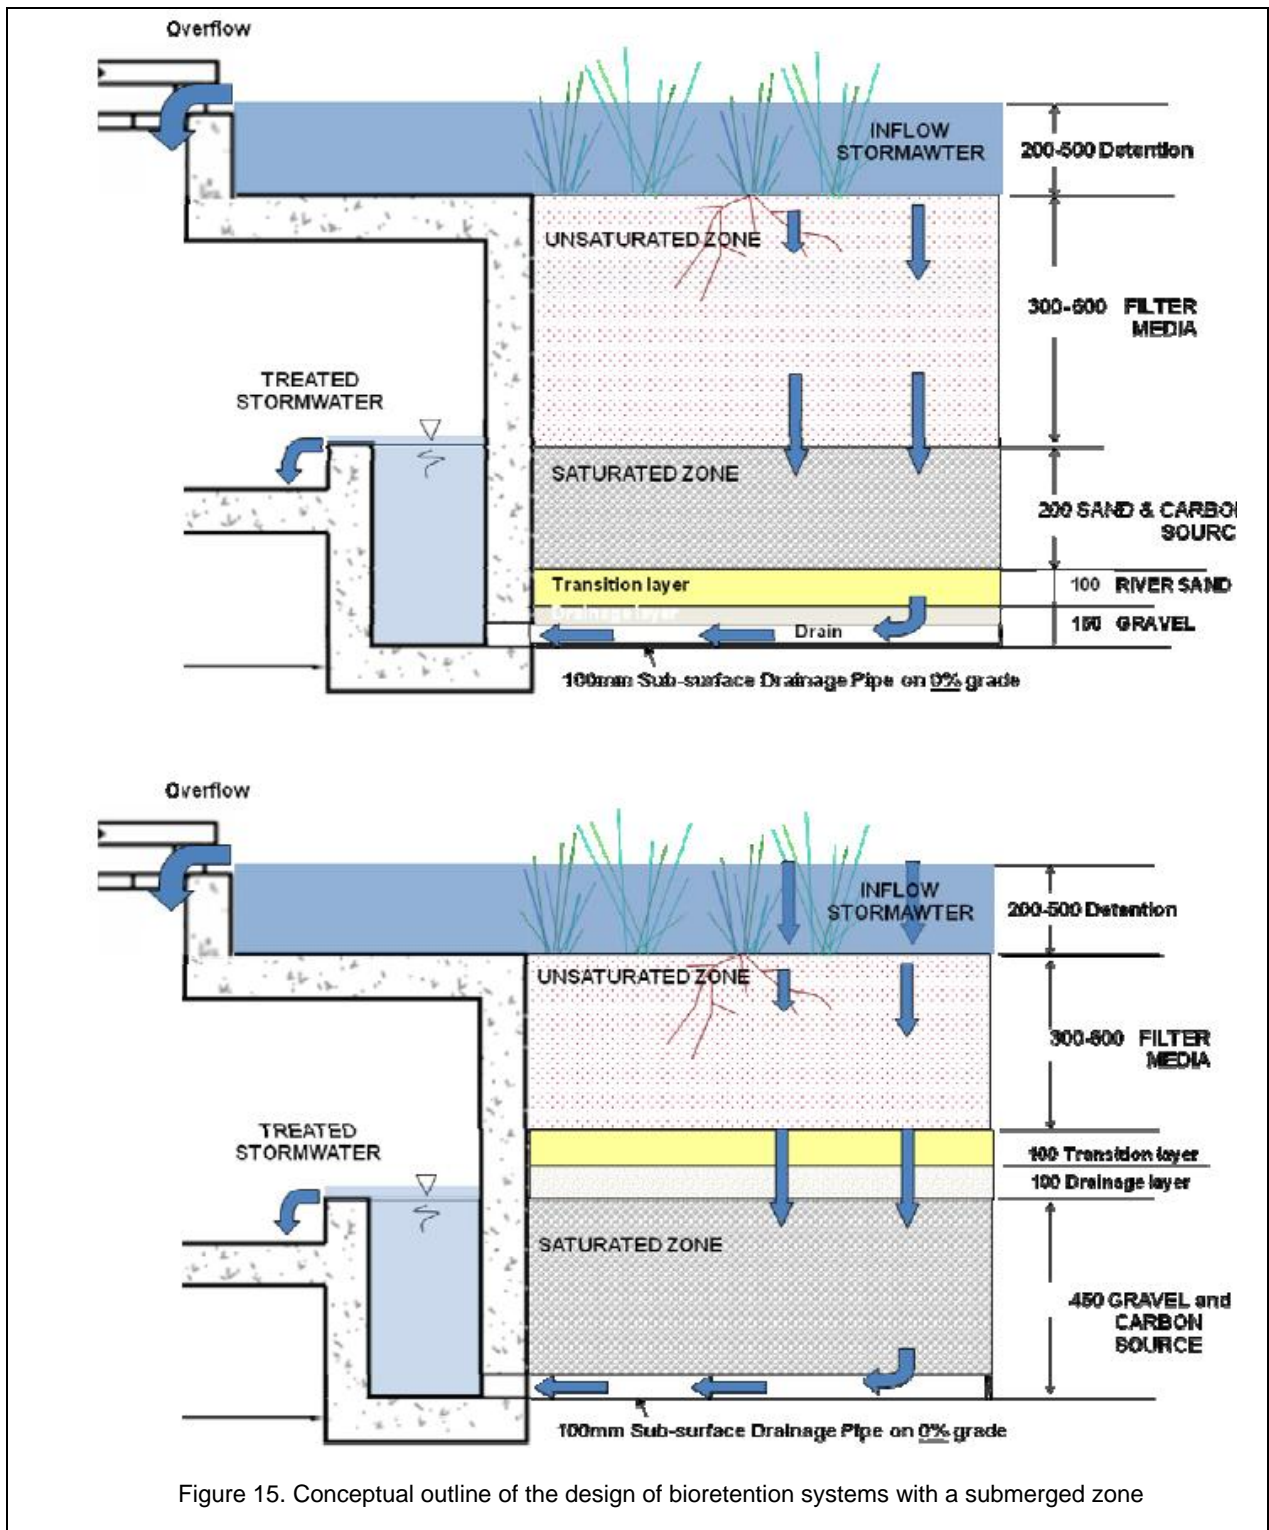 Overflow
INFLOW
STORMAWTER
200-500 Detention
UNSATURATED ZONE
300-600 FILTER
MEDIA
TREATED
STORMWATER
SATURATED ZONE
200 SAND & CARBO
SOURC
Transition layer
100 RIVER SAND
Drainage layer
150 GRAVEL
Drain
100mm Sub-surface Drainage Pipe on 0% grade
Overflow
INFLOW
STORMAWTER
200-500 Detention
UNSATURATED ZONE
300-600 FILTER
MEDIA
TREATED
STORMWATER
100 Transition layer
100 Drainage layer
SATURATED ZONE
450 GRAVEL and
CARBON
SOURCE
100mm Sub-surface Drainage Pipe on 0% grade
Figure 15. Conceptual outline of the design of bioretention systems with a submerged zone